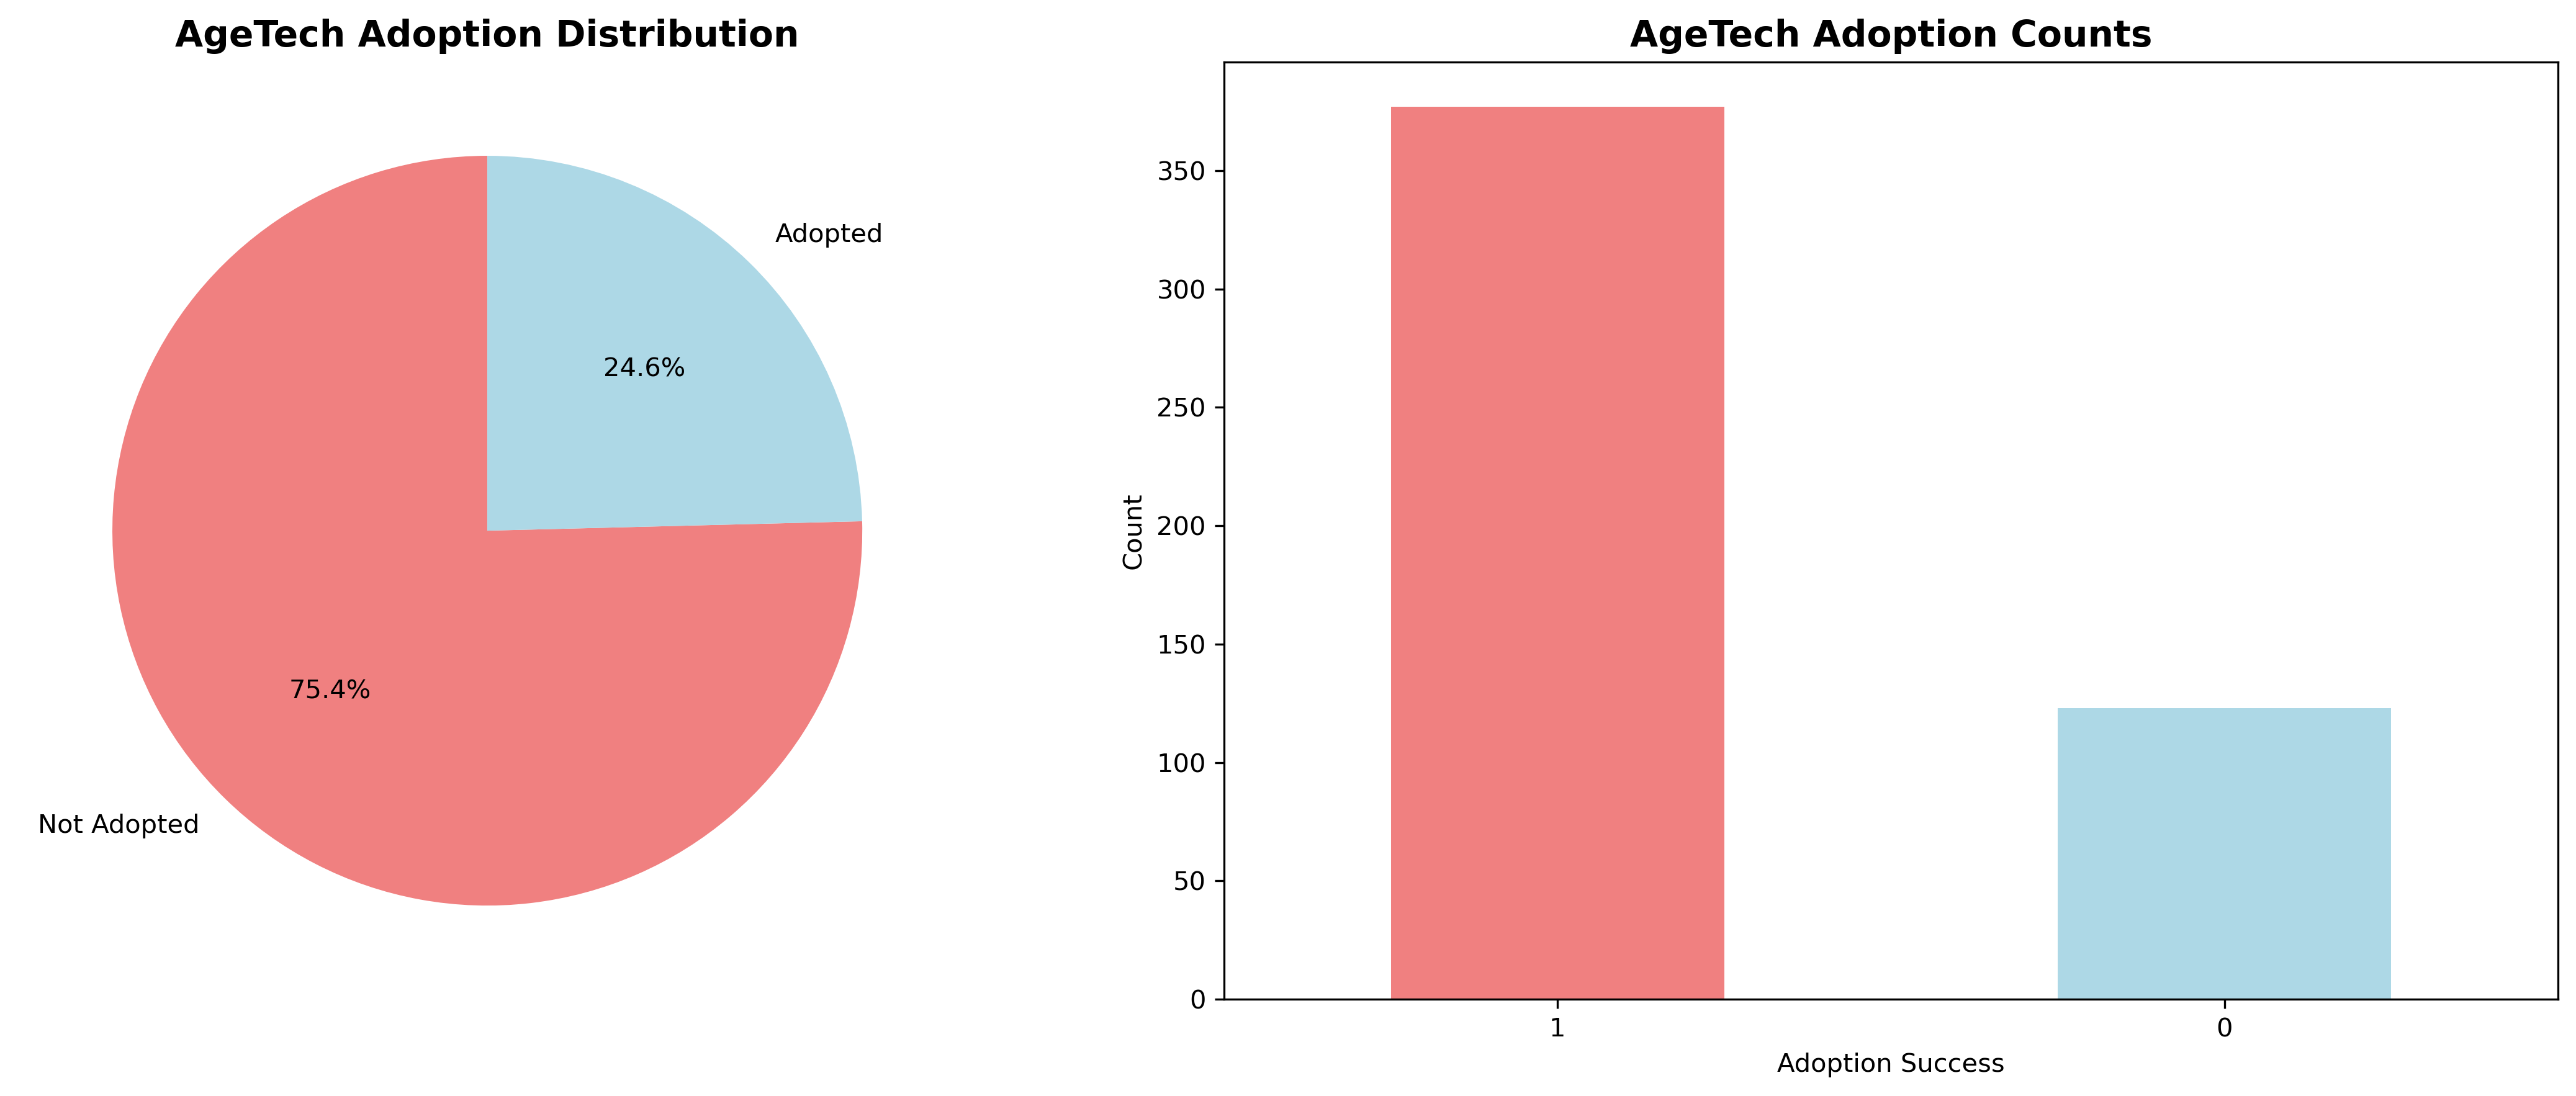 AgeTech Adoption Distribution
Adopted
24.6%
75.4%
Not Adopted
AgeTech Adoption Counts
Count
350
300
250
200
150
100
50
0
1
0
Adoption Success